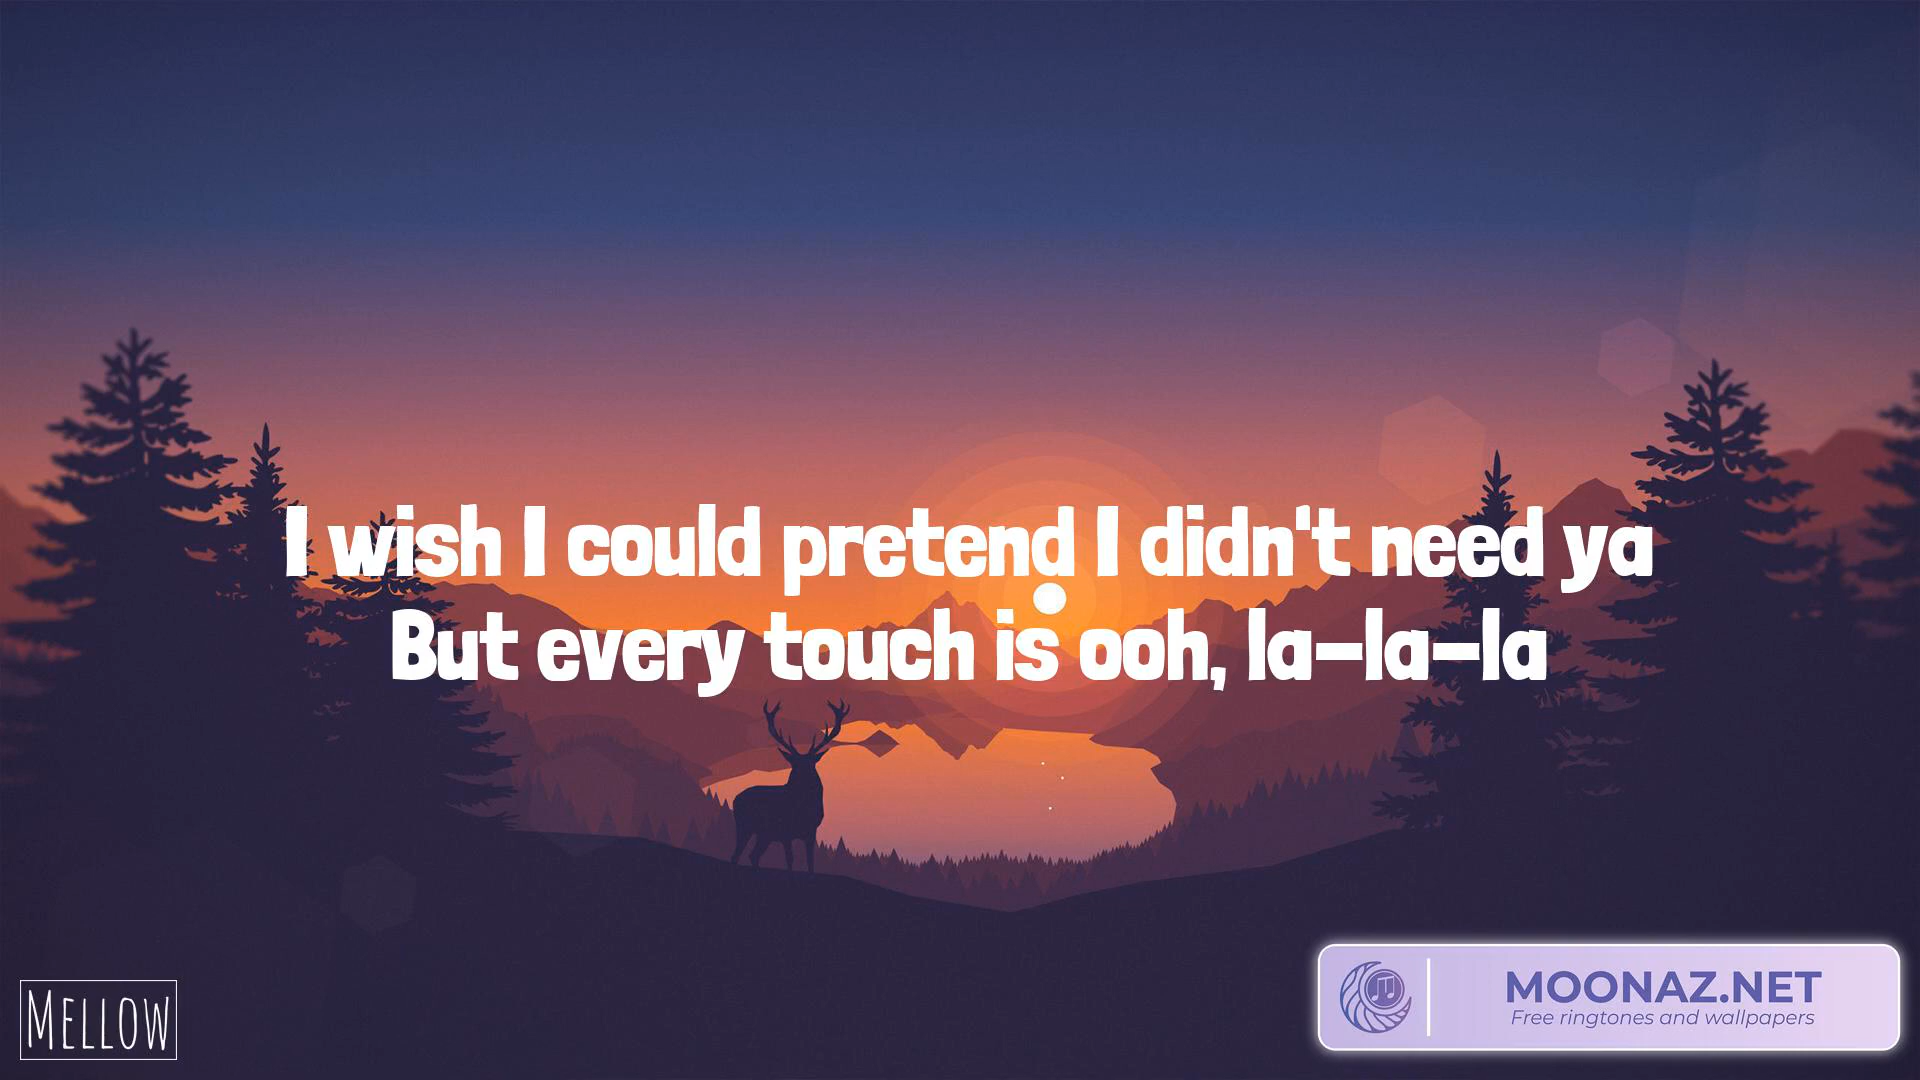 I wish I could pretend I didn't need ya
But every touch is ooh, la-la-la
MELLOW
MOONAZ.NET
Free ringtones and wallpapers